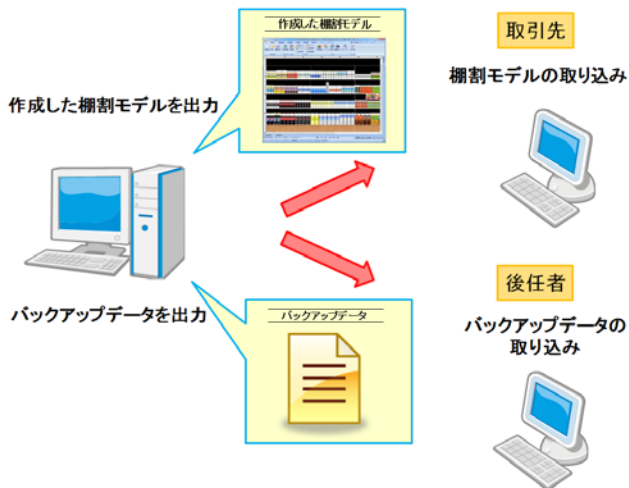 作成した棚割モデル
取引先
棚割モデルの取り込み
作成した棚割モデルを出力
バックアップデータを出力
バックアップデータ
後任者
バックアップデータの
取り込み